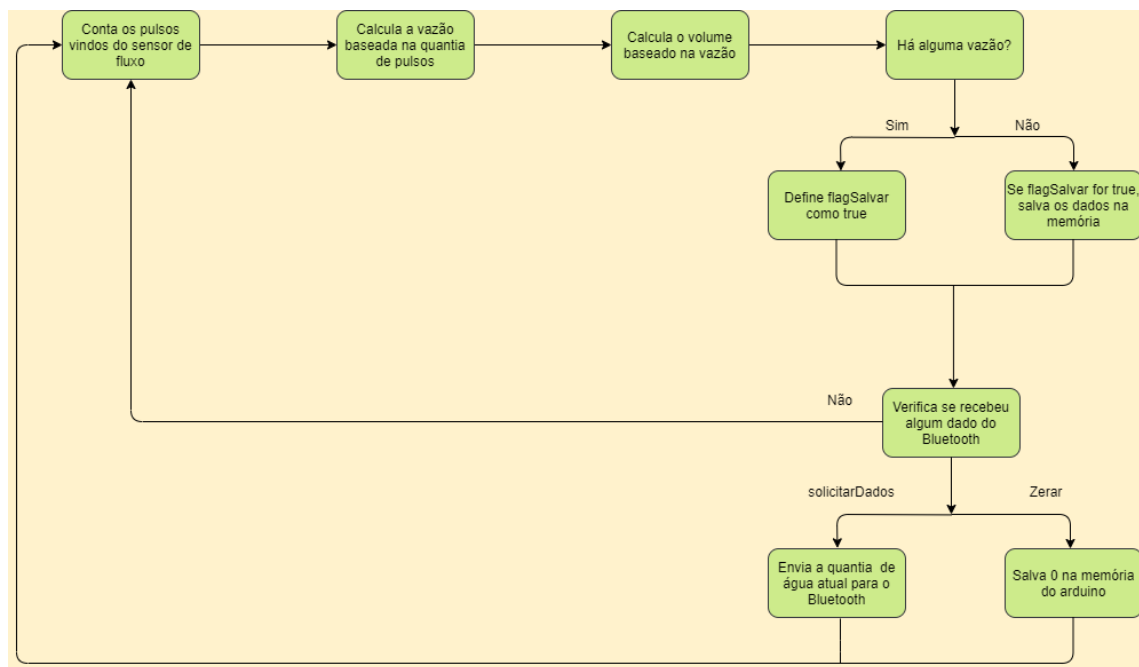 Conta os pulsos
vindos do sensor de
fluxo
Calcula a vazão
baseada na quantia
de pulsos
Calcula o volume
baseado na vazão
Há alguma vazão?
Sim
Não
Define flagSalvar
como true
Se flagSalvar for true,
salva os dados na
memória
Não
Verifica se recebeu
algum dado do
Bluetooth
solicitarDados
Zerar
Envia a quantia de
água atual para o
Bluetooth
Salva 0 na memória
do arduino